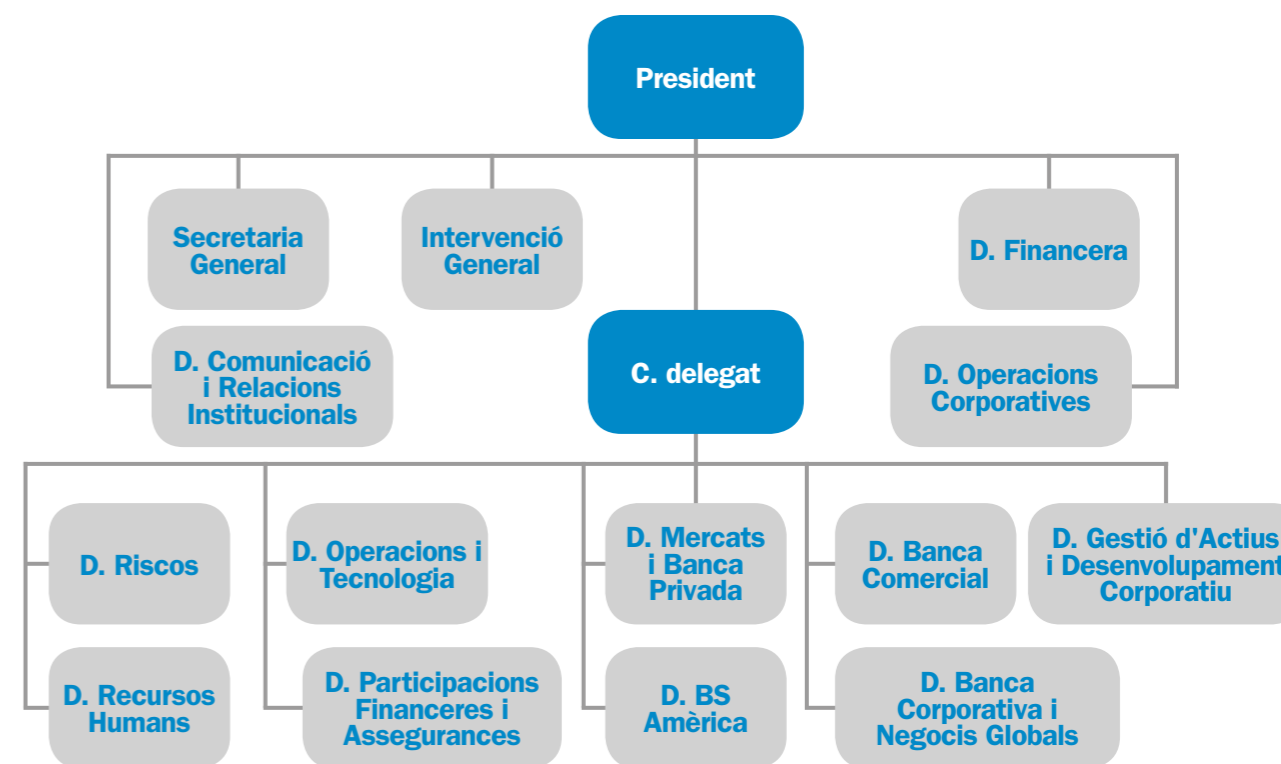 President
Secretaria
General
Intervenció
General
D. Financera
D. Comunicació
i Relacions
Institucionals
C. delegat
D. Operacions
Corporatives
D. Riscos
D. Operacions i
Tecnologia
D. Mercats
i Banca
Privada
D. Banca
Comercial
D. Gestió d'Actius
i Desenvolupament
Corporatiu
D. Recursos
Humans
D. Participacions
Financeres i
Assegurances
D. BS
Amèrica
D. Banca
Corporativa i
Negocis Globals